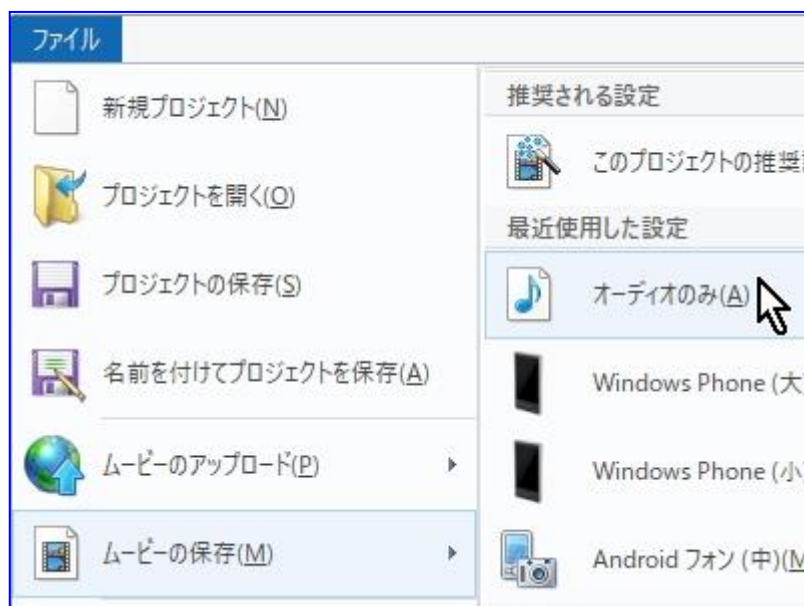 ファイル
新規プロジェクト(N)
プロジェクトを開く(O)
プロジェクトの保存(S)
名前を付けてプロジェクトを保存(A)
ムービーのアップロード(P)
ムービーの保存(M)
推奨される設定
このプロジェクトの推奨
最近使用した設定
オーディオのみ(A)
Windows Phone (大)
Windows Phone (小)
Android フォン (中)(M